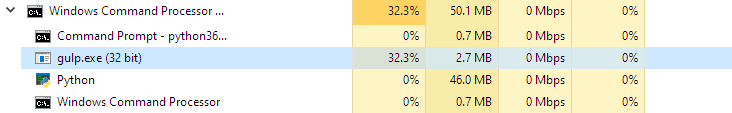 Windows Command Processor ... 32.3% 50.1 MB 0 Mbps 0%
Command Prompt - python36... 0% 0.7 MB 0 Mbps 0%
gulp.exe (32 bit) 32.3% 2.7 MB 0 Mbps 0%
Python 0% 46.0 MB 0 Mbps 0%
Windows Command Processor 0% 0.7 MB 0 Mbps 0%